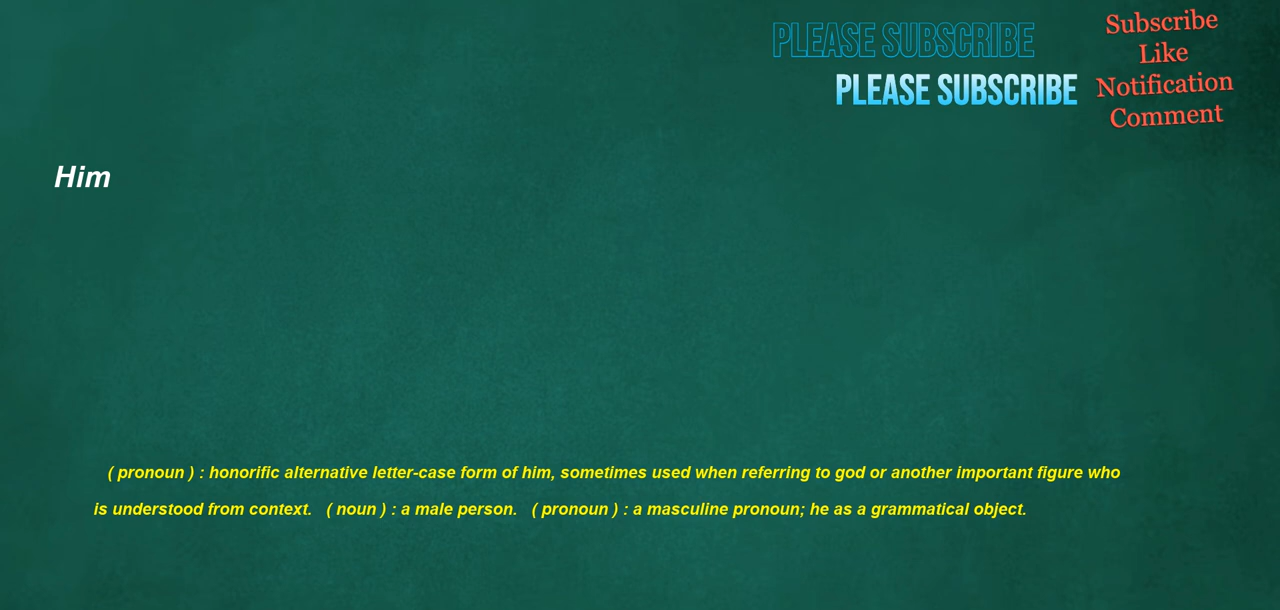 PLEASE SUBSCRIBE
PLEASE SUBSCRIBE
Subscribe
Like
Notification
Comment
Him
( pronoun ) : honorific alternative letter-case form of him, sometimes used when referring to god or another important figure who
is understood from context. ( noun ) : a male person. ( pronoun ) : a masculine pronoun; he as a grammatical object.